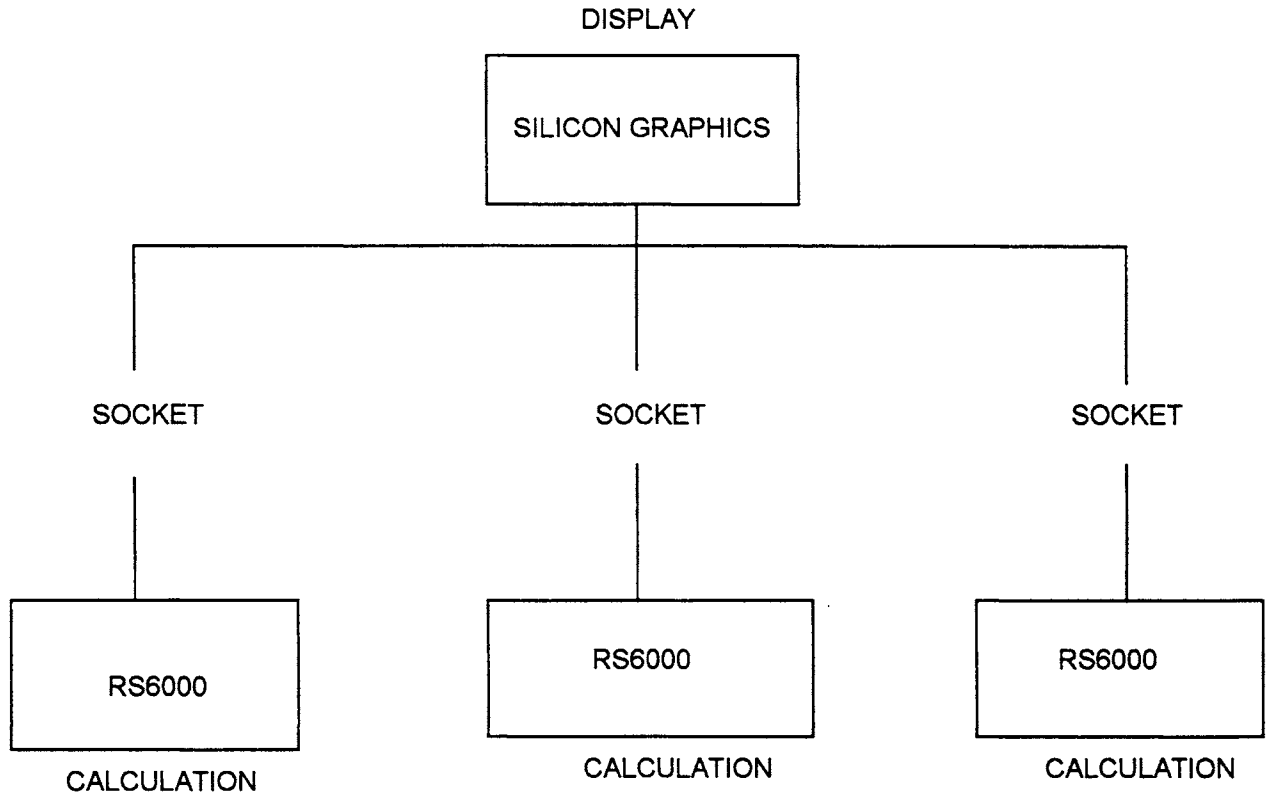 DISPLAY
SILICON GRAPHICS
SOCKET
SOCKET
SOCKET
RS6000
RS6000
RS6000
CALCULATION
CALCULATION
CALCULATION